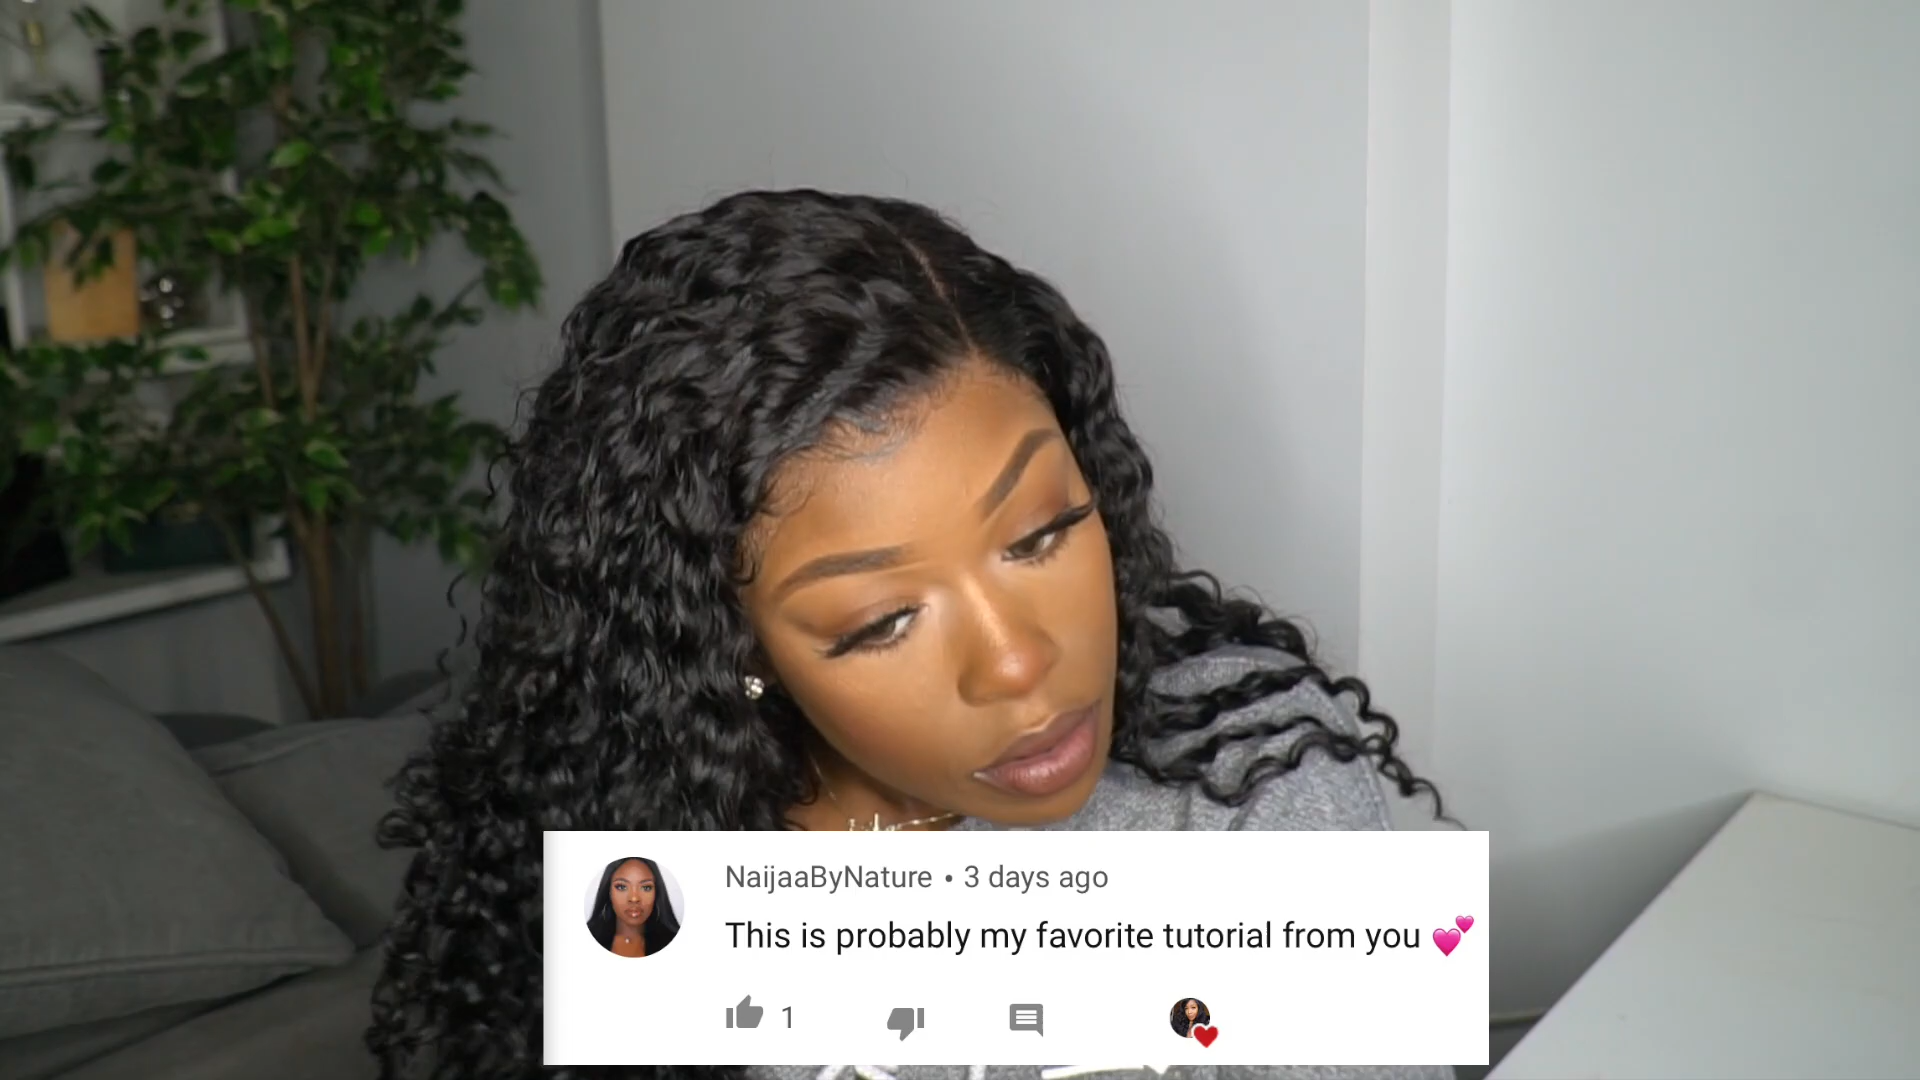 NaijaaByNature • 3 days ago
This is probably my favorite tutorial from you 💕
1